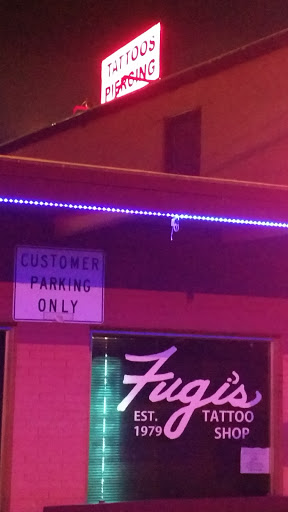 TATTOOS
PIERCING
CUSTOMER
PARKING
ONLY
Fugi's
EST. TATTOO
1979 SHOP